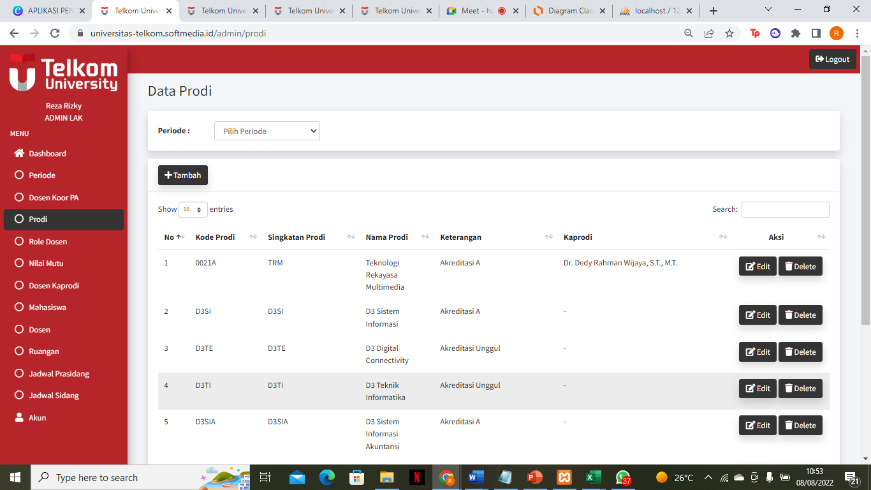 APLIKASI PEN
Telkom Unive
Telkom Unive
Telkom Unive
Telkom Unive
Meet - h
Diagram Clas
localhost / 12
universitas-telkom.softmedia.id/admin/prodi
Telkom
University
Reza Rizky
ADMIN LAK
MENU
Dashboard
Periode
Dosen Koor PA
Prodi
Role Dosen
Nilai Mutu
Dosen Kaprodi
Mahasiswa
Dosen
Ruangan
Jadwal Prasidang
Jadwal Sidang
Akun
Logout
Data Prodi
Periode : Pilih Periode
Tambah
Show 10 entries Search:
No Kode Prodi Singkatan Prodi Nama Prodi Keterangan Kaprodi Aksi
1 0021A TRM Teknologi Akreditasi A Dr. Dedy Rahman Wijaya, S.T., M.T. Edit Delete
Rekayasa
Multimedia
2 D3SI D3SI D3 Sistem Akreditasi A - Edit Delete
Informasi
3 D3TE D3TE D3 Digital Akreditasi Unggul - Edit Delete
Connectivity
4 D3TI D3TI D3 Teknik Akreditasi Unggul - Edit Delete
Informatika
5 D3SIA D3SIA D3 Sistem Akreditasi A - Edit Delete
Informasi
Akuntansi
Type here to search
37
26°C
10:53
08/08/2022
21